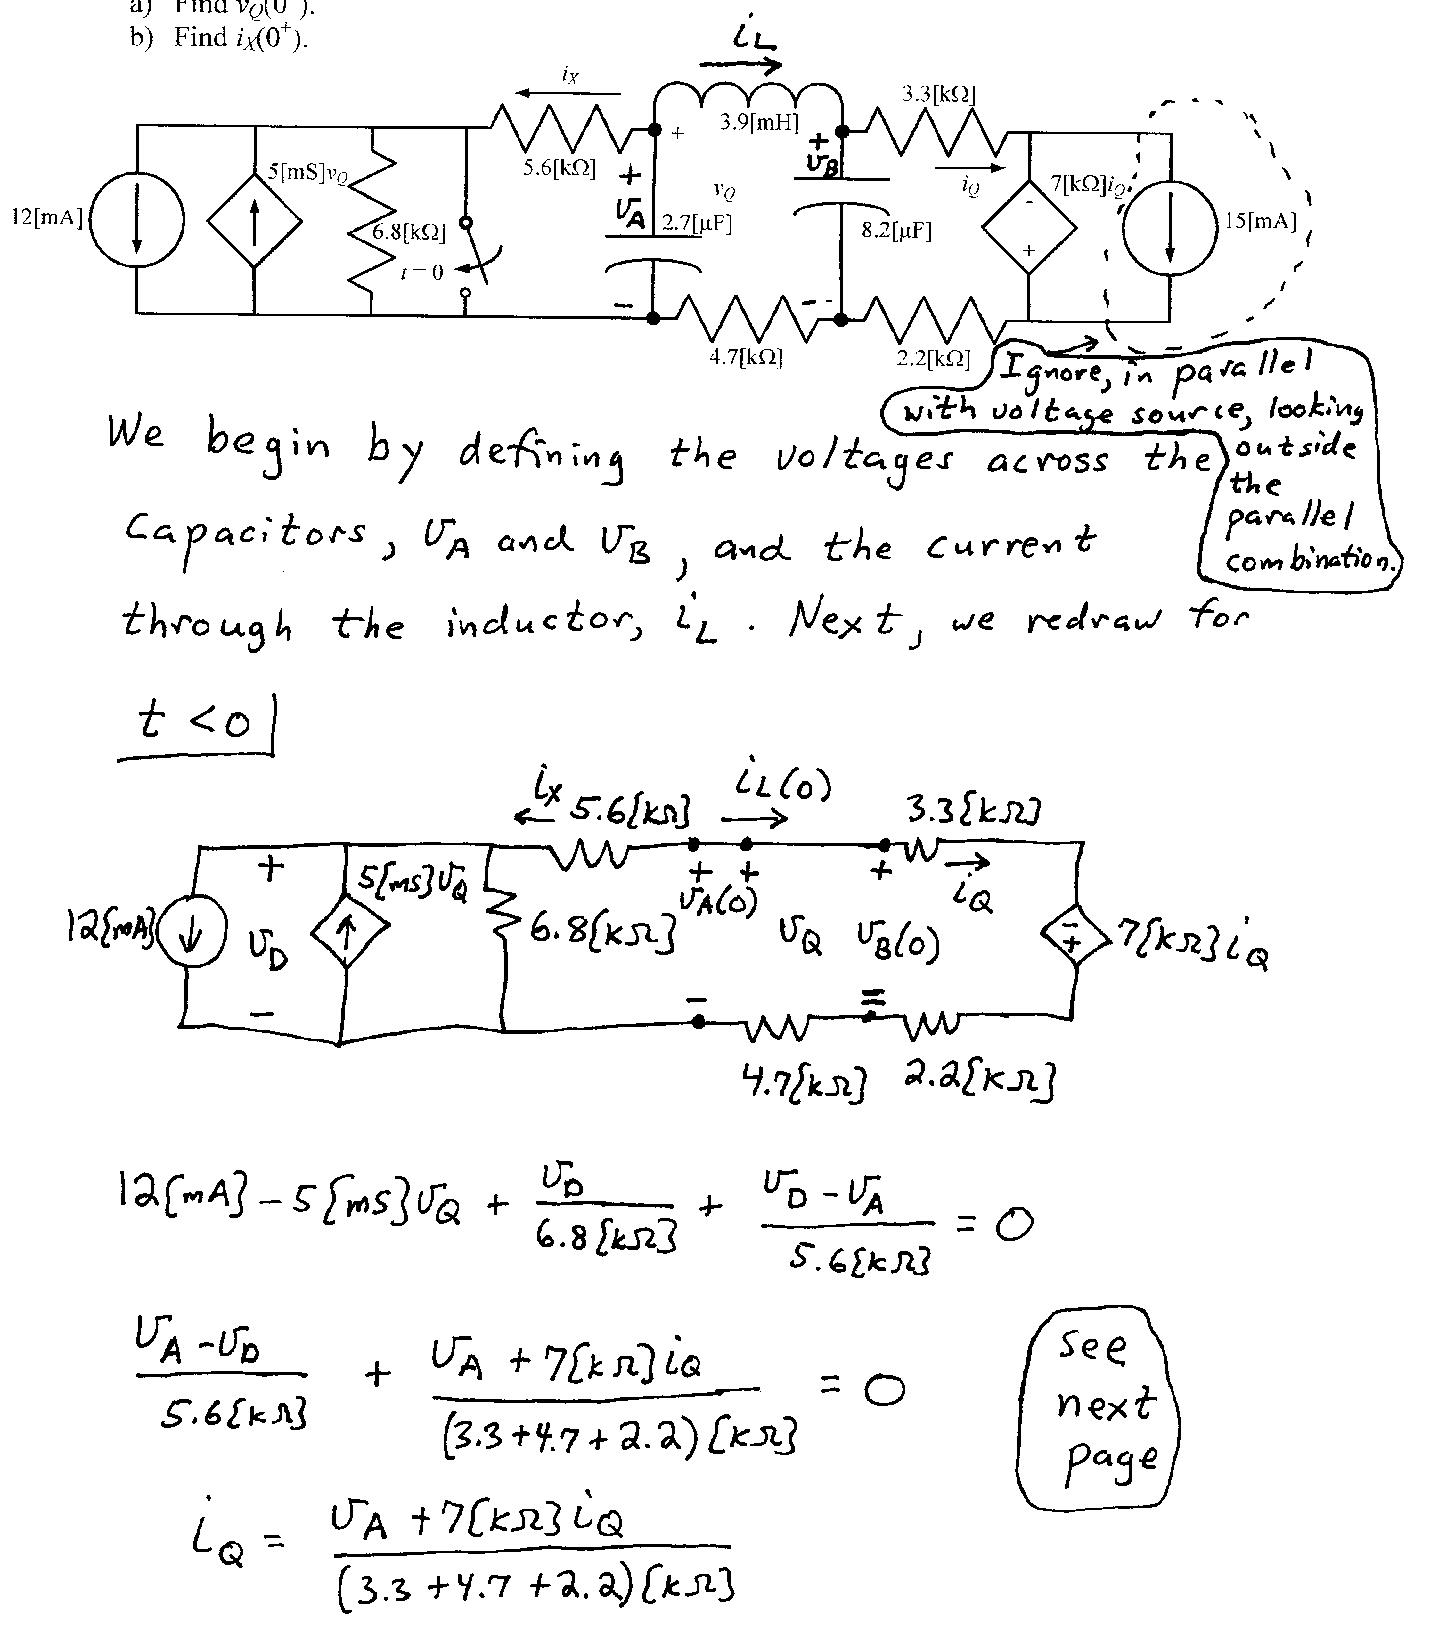 a) Find vQ(0⁻).
b) Find iX(0⁺).
iL
iX
3.3[kΩ]
3.9[mH]
+
+
5.6[kΩ]
+
vB
5[mS]vQ
vQ
iQ
7[kΩ]iQ
-
12[mA]
vA
2.7[μF]
8.2[μF]
15[mA]
6.8[kΩ]
+
t=0
-
-
-
4.7[kΩ]
2.2[kΩ]
Ignore, in parallel
with voltage source, looking
outside
the
parallel
combination.
We begin by defining the voltages across the
capacitors, vA and vB, and the current
through the inductor, iL. Next, we redraw for
t<0
iX
5.6[kΩ]
iL(0)
3.3[kΩ]
+
5[mS]vQ
+
+
+
iQ
12[mA]
vD
6.8[kΩ]
vA(0)
vQ
vB(0)
-
+
7[kΩ]iQ
-
-
=
4.7[kΩ]
2.2[kΩ]
12[mA] - 5[mS]vQ + vD/6.8[kΩ] + (vD - vA)/5.6[kΩ] = 0
(vA - vD)/5.6[kΩ] + (vA + 7[kΩ]iQ)/(3.3+4.7+2.2)[kΩ] = 0
see
next
page
iQ = (vA + 7[kΩ]iQ)/(3.3+4.7+2.2)[kΩ]